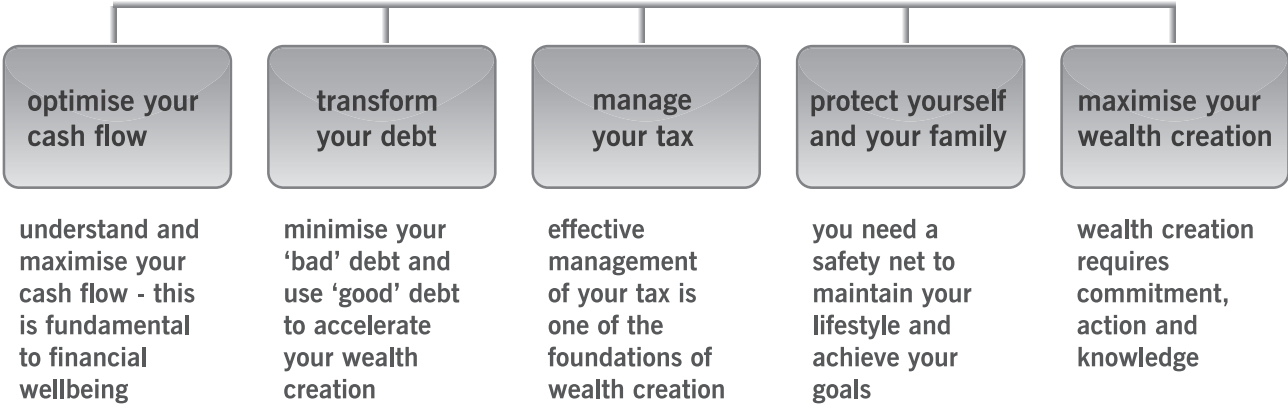 optimise your
cash flow
transform
your debt
manage
your tax
protect yourself
and your family
maximise your
wealth creation
understand and
maximise your
cash flow - this
is fundamental
to financial
wellbeing
minimise your
‘bad’ debt and
use ‘good’ debt
to accelerate
your wealth
creation
effective
management
of your tax is
one of the
foundations of
wealth creation
you need a
safety net to
maintain your
lifestyle and
achieve your
goals
wealth creation
requires
commitment,
action and
knowledge